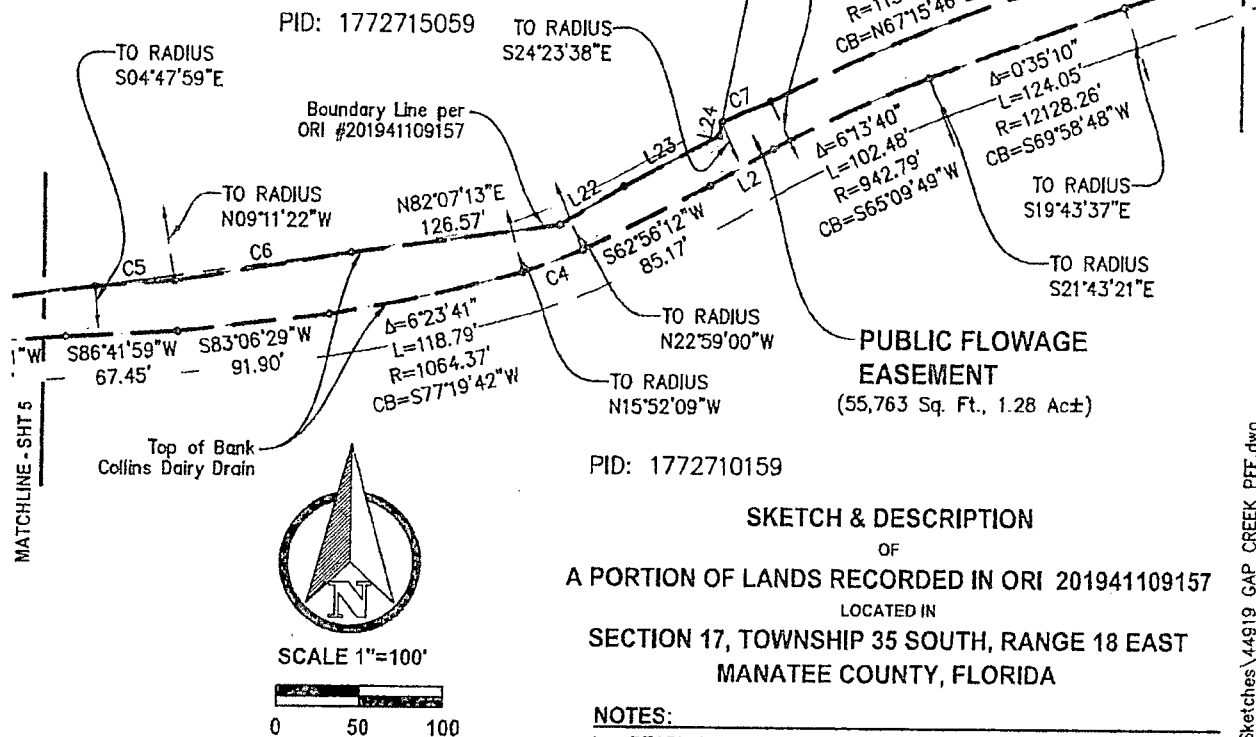 PID: 1772715059
TO RADIUS
S24°23'38"E
TO RADIUS
S04°47'59"E
CB=N67°15'46"
Boundary Line per
ORI #201941109157
C7
L24
L23
L22
L2
Δ=0°35'10"
L=124.05'
R=12128.26'
CB=S69°58'48"W
Δ=6°13'40"
L=102.48'
R=942.79'
CB=S65°09'49"W
TO RADIUS
N09°11'22"W
N82°07'13"E
126.57'
TO RADIUS
S19°43'37"E
C5
C6
C4
S62°56'12"W
85.17'
TO RADIUS
S21°43'21"E
1"W
S86°41'59"W
67.45'
S83°06'29"W
91.90'
Δ=6°23'41"
L=118.79'
R=1064.37'
CB=S77°19'42"W
TO RADIUS
N22°59'00"W
TO RADIUS
N15°52'09"W
PUBLIC FLOWAGE
EASEMENT
(55,763 Sq. Ft., 1.28 Ac±)
MATCHLINE - SHT 5
Top of Bank
Collins Dairy Drain
PID: 1772710159
N
SCALE 1"=100'
0 50 100
SKETCH & DESCRIPTION
OF
A PORTION OF LANDS RECORDED IN ORI 201941109157
LOCATED IN
SECTION 17, TOWNSHIP 35 SOUTH, RANGE 18 EAST
MANATEE COUNTY, FLORIDA
NOTES:
Sketches\44919 GAP CREEK PFE.dwg